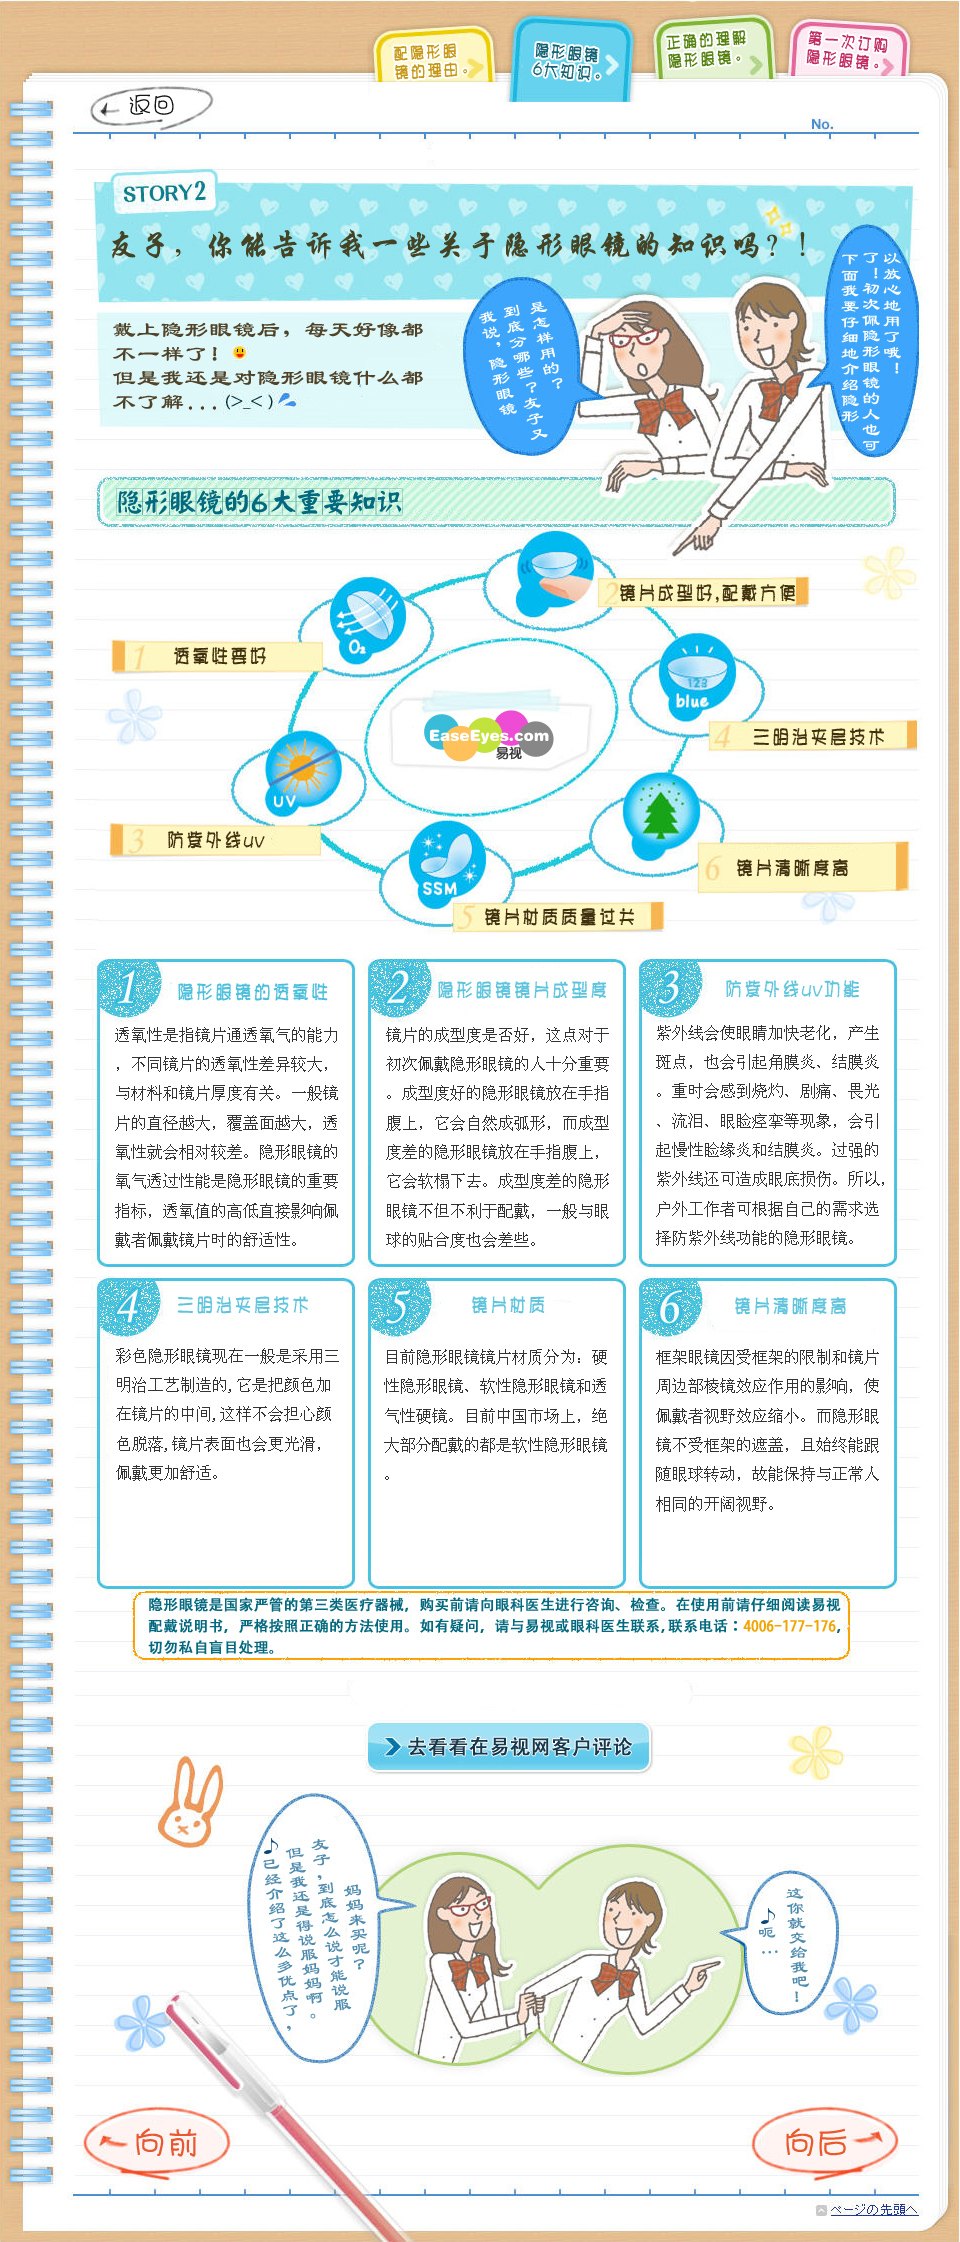 配隐形眼
镜的理由。
隐形眼镜
6大知识。
正确的理解
隐形眼镜。
第一次订购
隐形眼镜。
返回
No.
STORY2
友子，你能告诉我一些关于隐形眼镜的知识吗？！
戴上隐形眼镜后，每天好像都
不一样了！
但是我还是对隐形眼镜什么都
不了解...(>_<)
是怎样用的？
到底分哪些？友子又
我说，隐形眼镜
以放心地用了哦！
了！初次佩隐形眼镜的人也可
下面我要仔细地介绍隐形
隐形眼镜的6大重要知识
2镜片成型好,配戴方便
O₂
1 透氧性要好
123
blue
4 三明治夹层技术
EaseEyes.com
易视
UV
3 防紫外线uv
6 镜片清晰度高
SSM
5 镜片材质质量过关
1 隐形眼镜的透氧性
透氧性是指镜片通透氧气的能力
，不同镜片的透氧性差异较大，
与材料和镜片厚度有关。一般镜
片的直径越大，覆盖面越大，透
氧性就会相对较差。隐形眼镜的
氧气透过性能是隐形眼镜的重要
指标，透氧值的高低直接影响佩
戴者佩戴镜片时的舒适性。
2 隐形眼镜镜片成型度
镜片的成型度是否好，这点对于
初次佩戴隐形眼镜的人十分重要
。成型度好的隐形眼镜放在手指
腹上，它会自然成弧形，而成型
度差的隐形眼镜放在手指腹上，
它会软榻下去。成型度差的隐形
眼镜不但不利于配戴，一般与眼
球的贴合度也会差些。
3 防紫外线uv功能
紫外线会使眼睛加快老化，产生
斑点，也会引起角膜炎、结膜炎
。重时会感到烧灼、剧痛、畏光
、流泪、眼睑痉挛等现象，会引
起慢性睑缘炎和结膜炎。过强的
紫外线还可造成眼底损伤。所以，
户外工作者可根据自己的需求选
择防紫外线功能的隐形眼镜。
4 三明治夹层技术
彩色隐形眼镜现在一般是采用三
明治工艺制造的,它是把颜色加
在镜片的中间,这样不会担心颜
色脱落,镜片表面也会更光滑，
佩戴更加舒适。
5 镜片材质
目前隐形眼镜镜片材质分为：硬
性隐形眼镜、软性隐形眼镜和透
气性硬镜。目前中国市场上，绝
大部分配戴的都是软性隐形眼镜
。
6 镜片清晰度高
框架眼镜因受框架的限制和镜片
周边部棱镜效应作用的影响，使
佩戴者视野效应缩小。而隐形眼
镜不受框架的遮盖，且始终能跟
随眼球转动，故能保持与正常人
相同的开阔视野。
隐形眼镜是国家严管的第三类医疗器械，购买前请向眼科医生进行咨询、检查。在使用前请仔细阅读易视
配戴说明书，严格按照正确的方法使用。如有疑问，请与易视或眼科医生联系,联系电话：4006-177-176,
切勿私自盲目处理。
去看看在易视网客户评论
妈妈来买呢？
友子，到底怎么说才能说服
但是我还是得说服妈妈啊。
♪已经介绍了这么多优点了，
这你就交给我吧！
♪呃…
向前
向后
ページの先頭へ